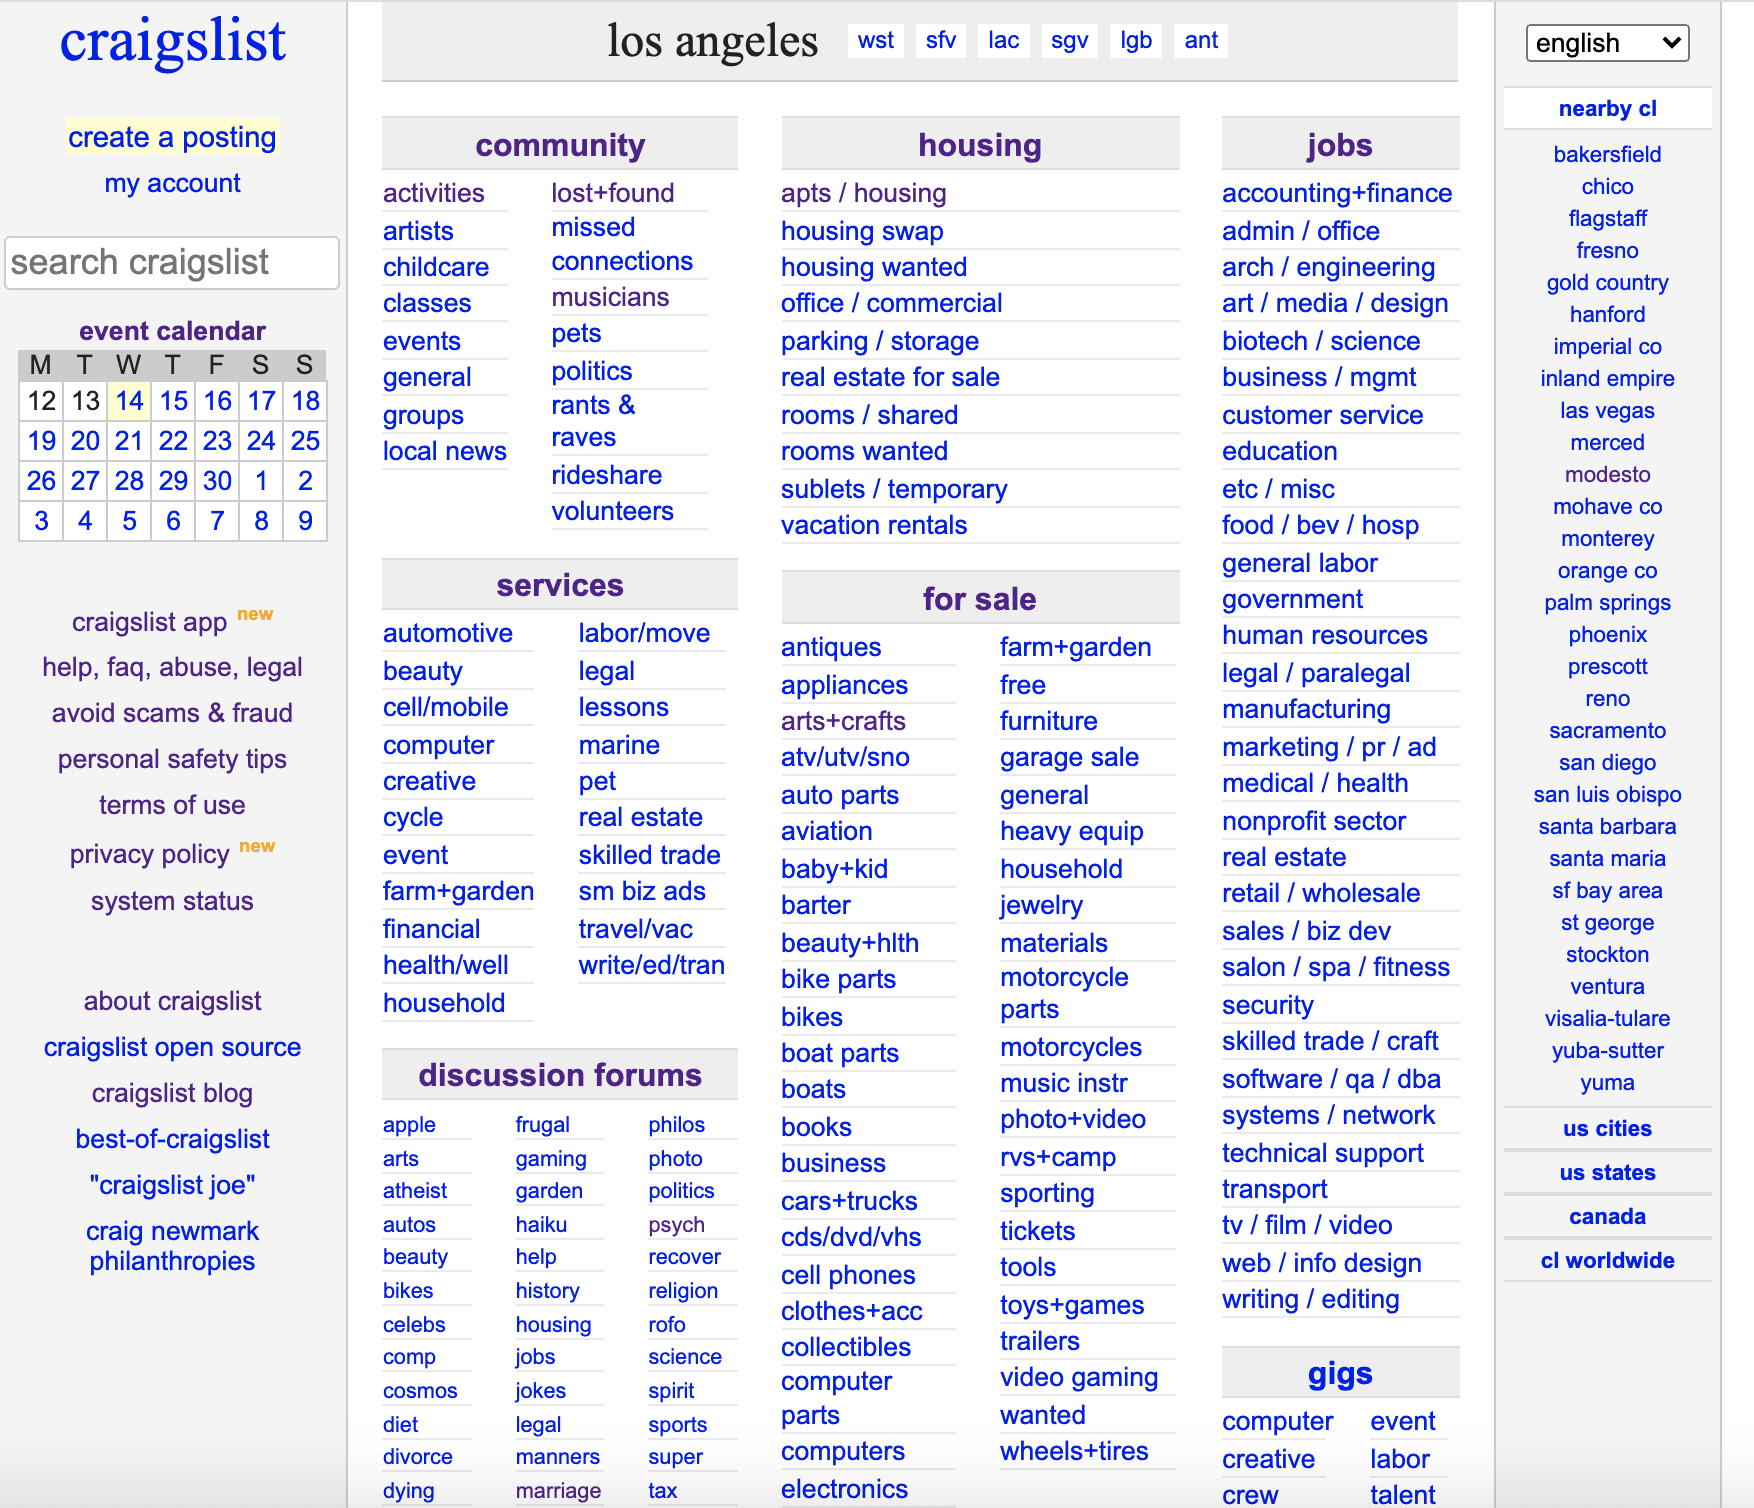 craigslist
create a posting
my account
search craigslist
event calendar
M T W T F S S
12 13 14 15 16 17 18
19 20 21 22 23 24 25
26 27 28 29 30 1 2
3 4 5 6 7 8 9
craigslist app new
help, faq, abuse, legal
avoid scams & fraud
personal safety tips
terms of use
privacy policy new
system status
about craigslist
craigslist open source
craigslist blog
best-of-craigslist
"craigslist joe"
craig newmark
philanthropies
los angeles wst sfv lac sgv lgb ant
community
activities
artists
childcare
classes
events
general
groups
local news
lost+found
missed
connections
musicians
pets
politics
rants &
raves
rideshare
volunteers
services
automotive
beauty
cell/mobile
computer
creative
cycle
event
farm+garden
financial
health/well
household
labor/move
legal
lessons
marine
pet
real estate
skilled trade
sm biz ads
travel/vac
write/ed/tran
discussion forums
apple
arts
atheist
autos
beauty
bikes
celebs
comp
cosmos
diet
divorce
dying
frugal
gaming
garden
haiku
help
history
housing
jobs
jokes
legal
manners
marriage
philos
photo
politics
psych
recover
religion
rofo
science
spirit
sports
super
tax
housing
apts / housing
housing swap
housing wanted
office / commercial
parking / storage
real estate for sale
rooms / shared
rooms wanted
sublets / temporary
vacation rentals
for sale
antiques
appliances
arts+crafts
atv/utv/sno
auto parts
aviation
baby+kid
barter
beauty+hlth
bike parts
bikes
boat parts
boats
books
business
cars+trucks
cds/dvd/vhs
cell phones
clothes+acc
collectibles
computer
parts
computers
electronics
farm+garden
free
furniture
garage sale
general
heavy equip
household
jewelry
materials
motorcycle
parts
motorcycles
music instr
photo+video
rvs+camp
sporting
tickets
tools
toys+games
trailers
video gaming
wanted
wheels+tires
jobs
accounting+finance
admin / office
arch / engineering
art / media / design
biotech / science
business / mgmt
customer service
education
etc / misc
food / bev / hosp
general labor
government
human resources
legal / paralegal
manufacturing
marketing / pr / ad
medical / health
nonprofit sector
real estate
retail / wholesale
sales / biz dev
salon / spa / fitness
security
skilled trade / craft
software / qa / dba
systems / network
technical support
transport
tv / film / video
web / info design
writing / editing
gigs
computer
creative
crew
event
labor
talent
english
nearby cl
bakersfield
chico
flagstaff
fresno
gold country
hanford
imperial co
inland empire
las vegas
merced
modesto
mohave co
monterey
orange co
palm springs
phoenix
prescott
reno
sacramento
san diego
san luis obispo
santa barbara
santa maria
sf bay area
st george
stockton
ventura
visalia-tulare
yuba-sutter
yuma
us cities
us states
canada
cl worldwide